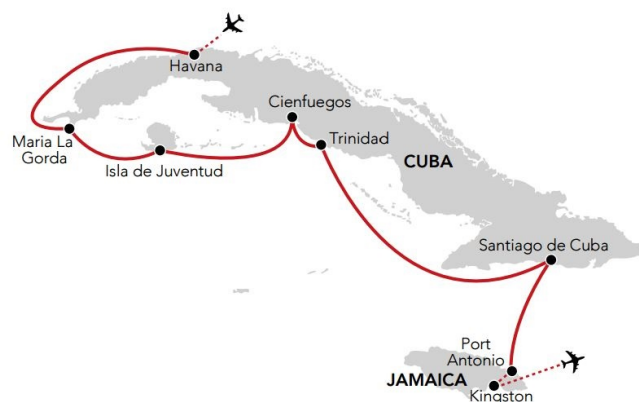 Havana
Cienfuegos
Maria La
Gorda
Isla de Juventud
Trinidad
CUBA
Santiago de Cuba
Port
Antonio
JAMAICA
Kingston